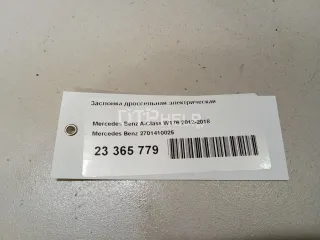 Заслонка дроссельная электрическая
Mercedes Benz A-Class W176 2012-2018
Mercedes Benz 2701410025
23 365 779